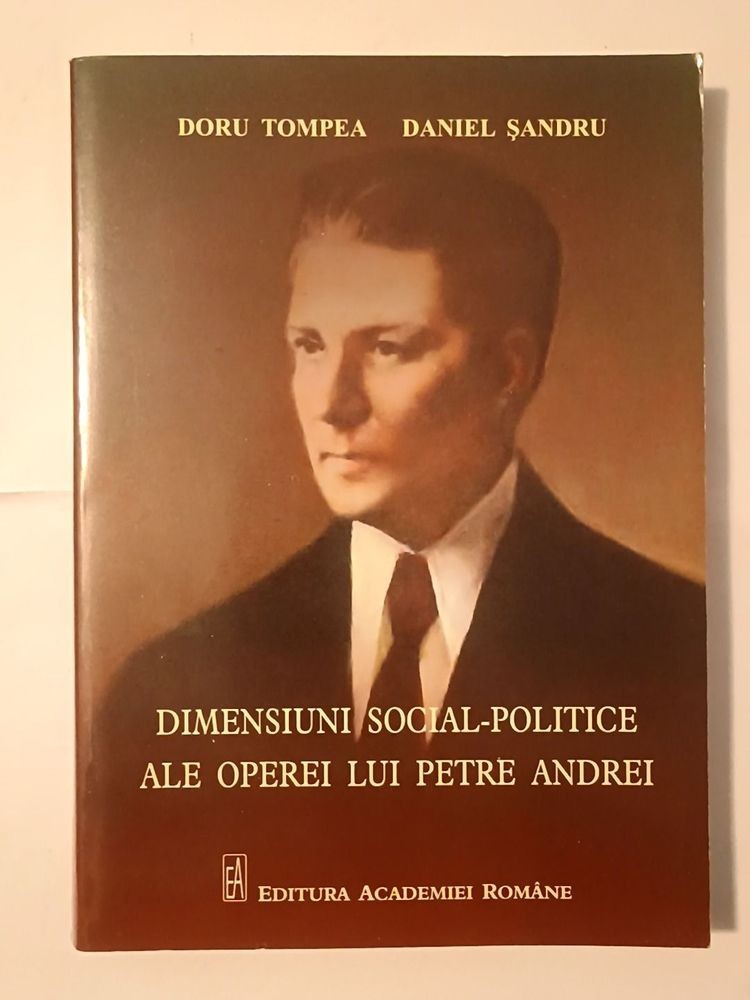 DORU TOMPEA DANIEL ŞANDRU
DIMENSIUNI SOCIAL-POLITICE
ALE OPEREI LUI PETRE ANDREI
EA EDITURA ACADEMIEI ROMÂNE